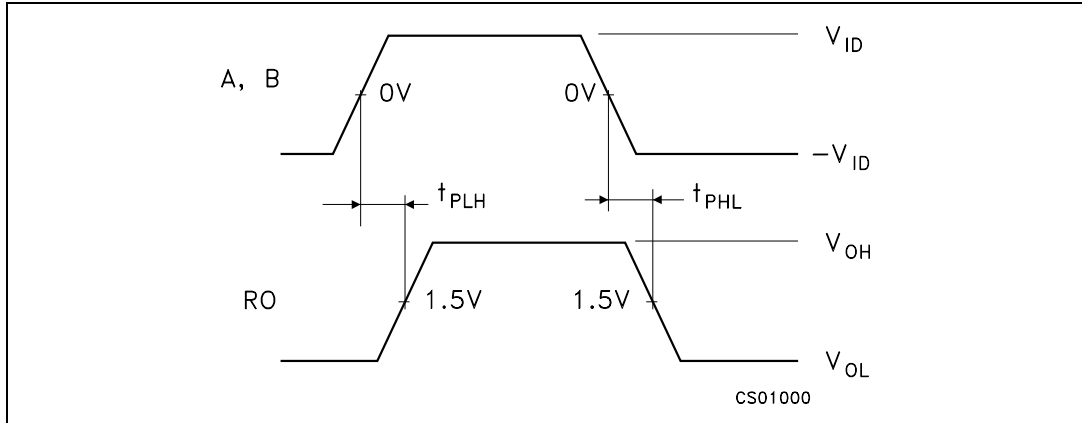 V_ID
A, B
0V
0V
-V_ID
t_PLH
t_PHL
V_OH
RO
1.5V
1.5V
V_OL
CS01000